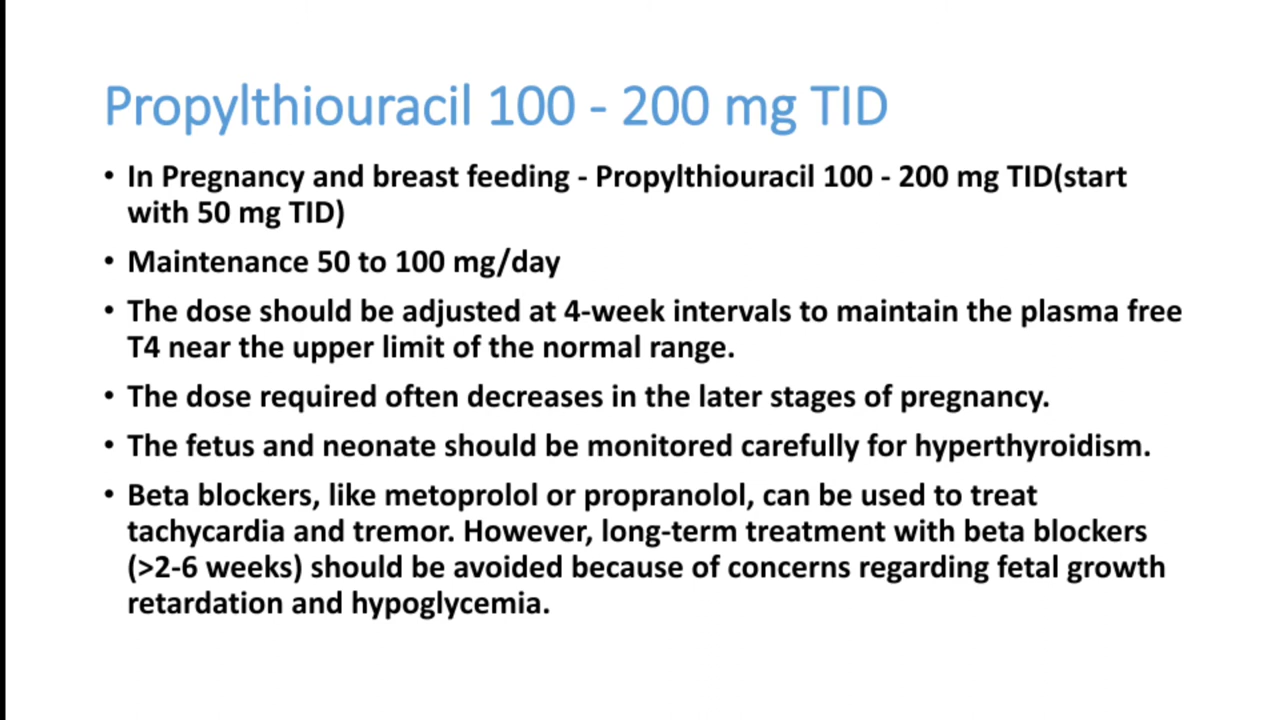 Propylthiouracil 100 - 200 mg TID
• In Pregnancy and breast feeding - Propylthiouracil 100 - 200 mg TID(start
with 50 mg TID)
• Maintenance 50 to 100 mg/day
• The dose should be adjusted at 4-week intervals to maintain the plasma free
T4 near the upper limit of the normal range.
• The dose required often decreases in the later stages of pregnancy.
• The fetus and neonate should be monitored carefully for hyperthyroidism.
• Beta blockers, like metoprolol or propranolol, can be used to treat
tachycardia and tremor. However, long-term treatment with beta blockers
(>2-6 weeks) should be avoided because of concerns regarding fetal growth
retardation and hypoglycemia.